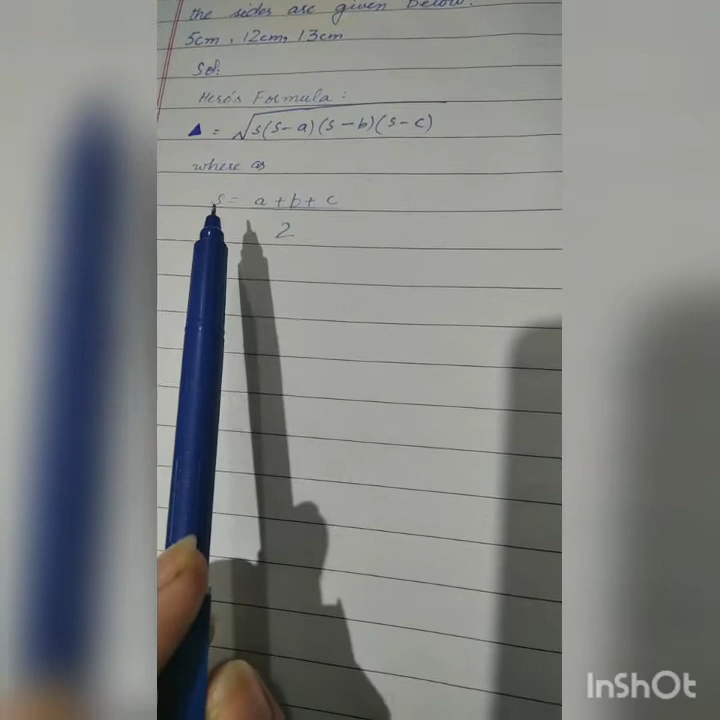 the sides are given below.
5cm, 12cm, 13cm
Sol:
Hero's Formula:
Δ = √s(s-a)(s-b)(s-c)
where as
s = a+b+c
2
InShOt